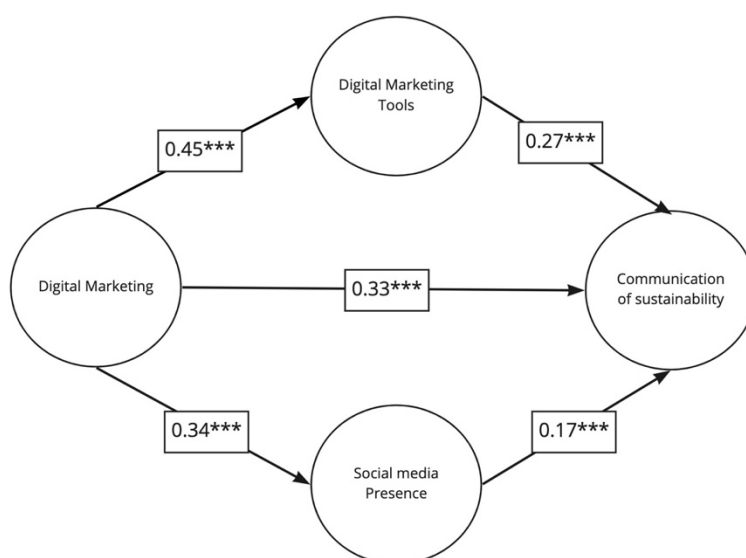 Digital Marketing
Tools
0.45***
0.27***
Digital Marketing
0.33***
Communication
of sustainability
0.34***
0.17***
Social media
Presence